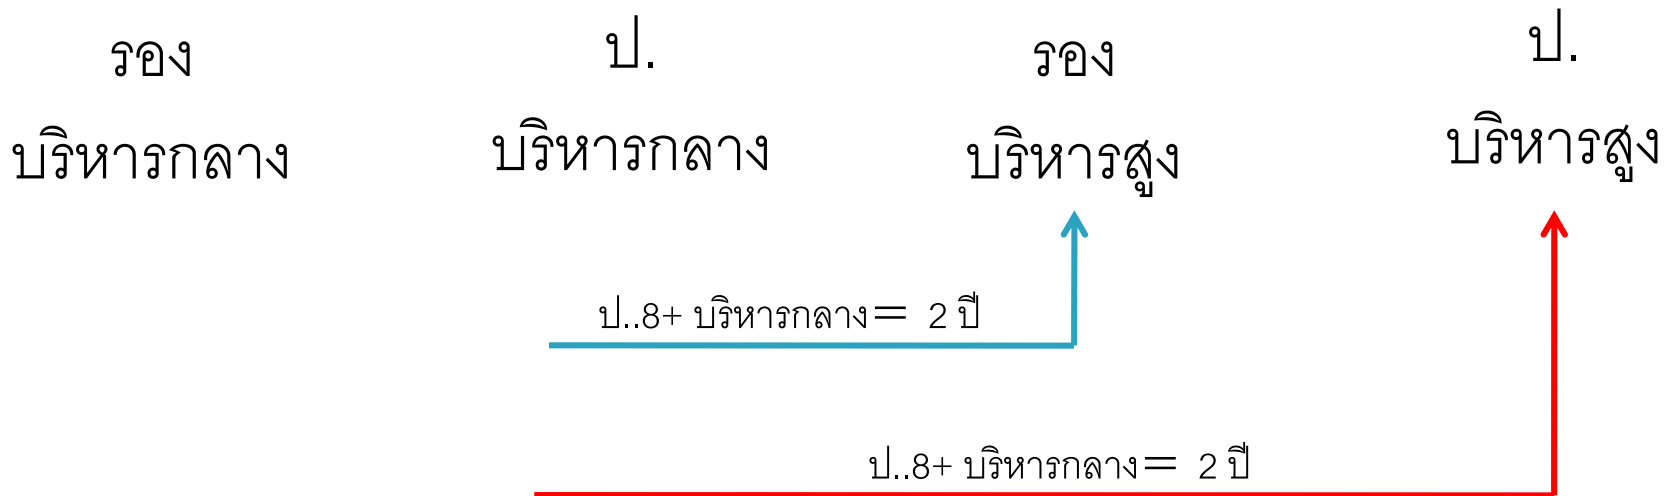 รอง
บริหารกลาง
ป.
บริหารกลาง
รอง
บริหารสูง
ป.
บริหารสูง
ป..8+ บริหารกลาง = 2 ปี
ป..8+ บริหารกลาง = 2 ปี